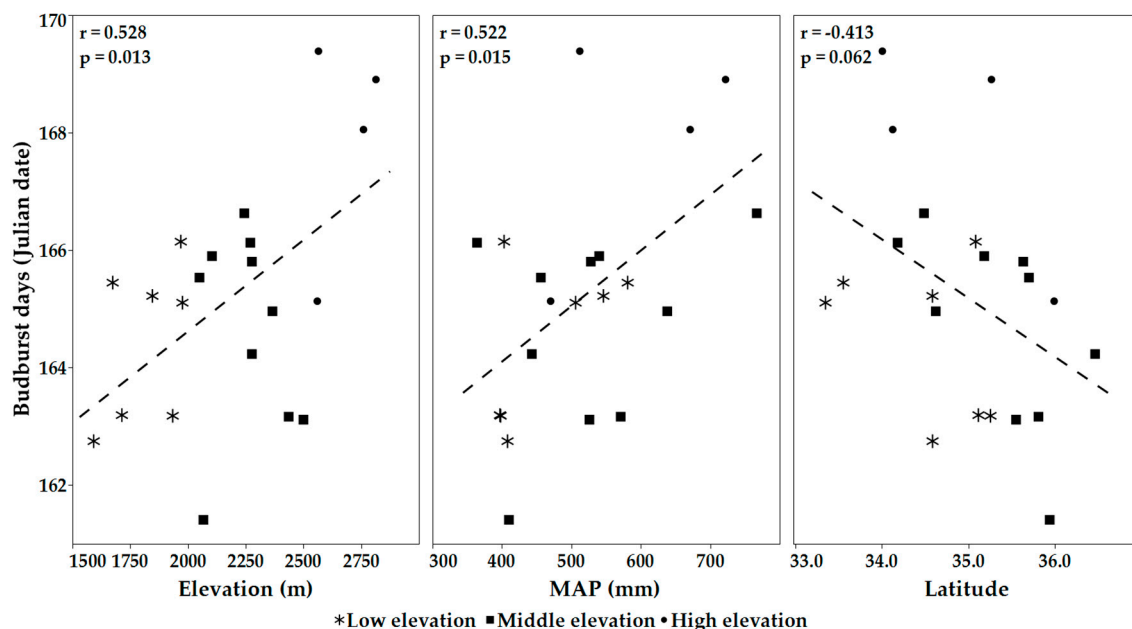 170
168
166
164
162
Budburst days (Julian date)
r = 0.528
p = 0.013
1500 1750 2000 2250 2500 2750
Elevation (m)
r = 0.522
p = 0.015
300 400 500 600 700
MAP (mm)
r = -0.413
p = 0.062
33.0 34.0 35.0 36.0
Latitude
Low elevation Middle elevation High elevation